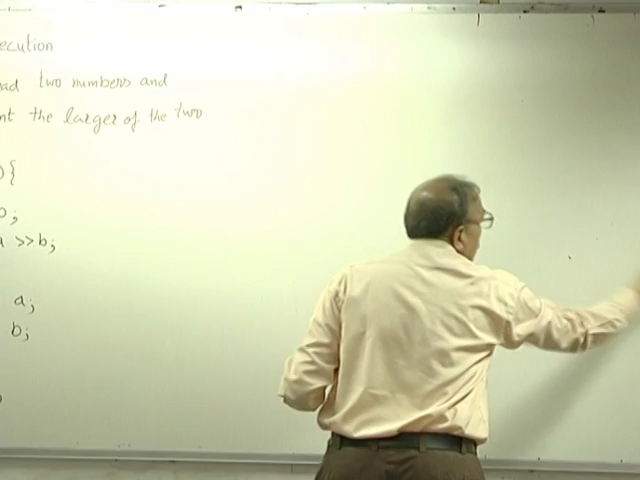 ecution
ad two numbers and
nt the larger of the two
){
b;
a >>b;
a;
b;